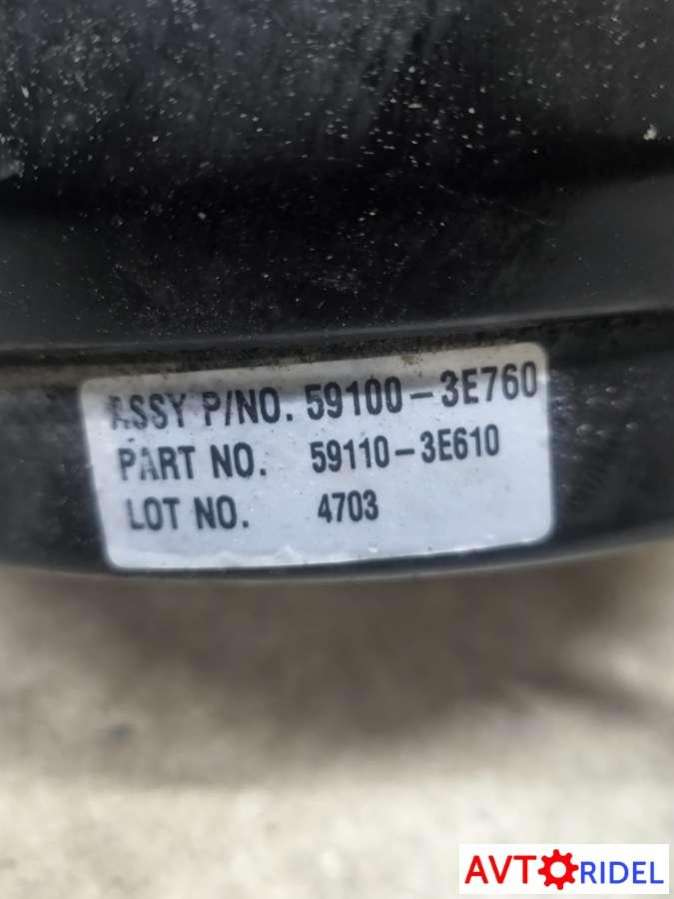 ASSY P/NO. 59100-3E760
PART NO. 59110-3E610
LOT NO. 4703
AVTORIDEL